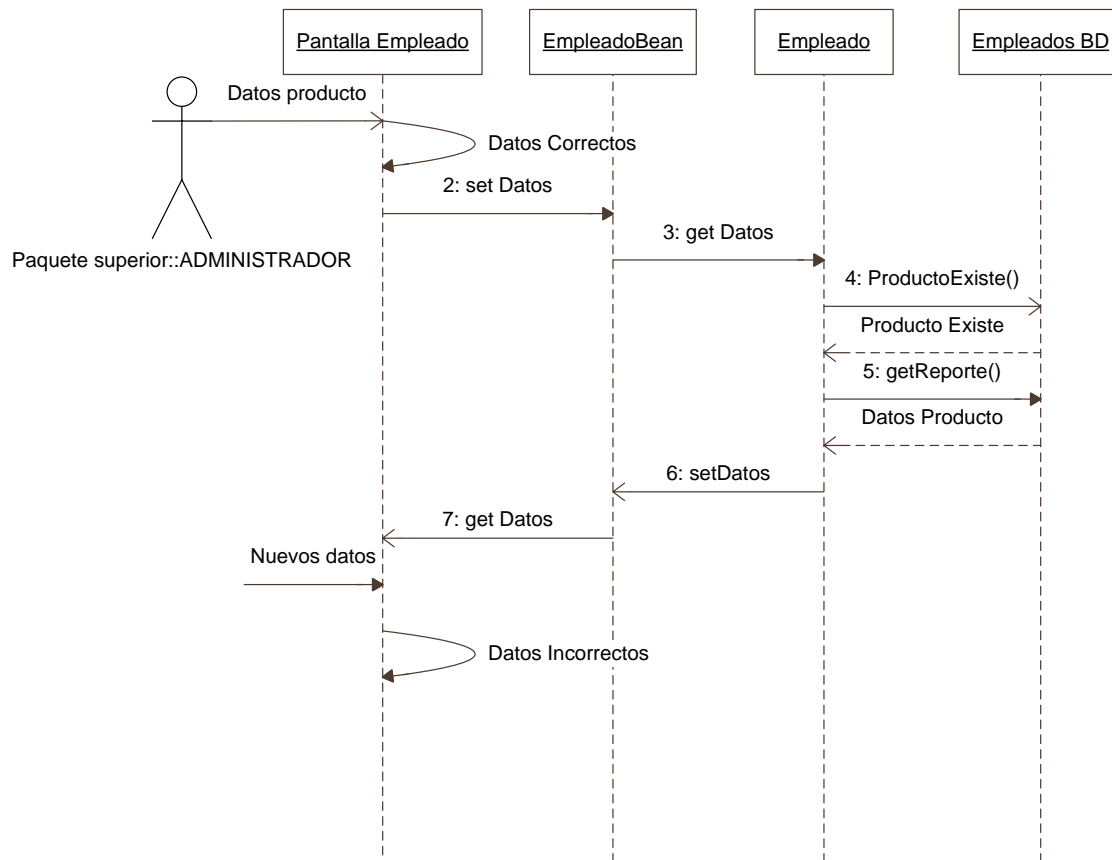 Pantalla Empleado
EmpleadoBean
Empleado
Empleados BD
Datos producto
Datos Correctos
2: set Datos
3: get Datos
Paquete superior::ADMINISTRADOR
4: ProductoExiste()
Producto Existe
5: getReporte()
Datos Producto
6: setDatos
7: get Datos
Nuevos datos
Datos Incorrectos